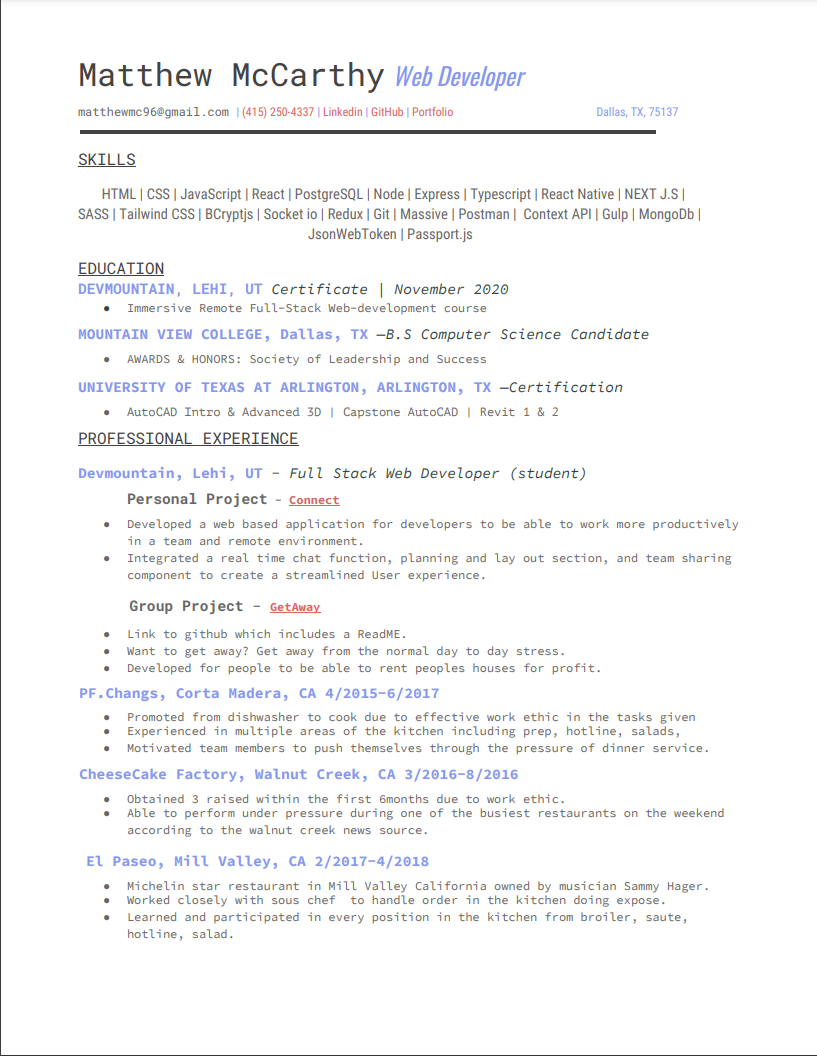 Matthew McCarthy Web Developer
matthewmc96@gmail.com | (415) 250-4337 | Linkedin | GitHub | Portfolio Dallas, TX, 75137
SKILLS
HTML | CSS | JavaScript | React | PostgreSQL | Node | Express | Typescript | React Native | NEXT J.S |
SASS | Tailwind CSS | BCryptjs | Socket io | Redux | Git | Massive | Postman | Context API | Gulp | MongoDb |
JsonWebToken | Passport.js
EDUCATION
DEVMOUNTAIN, LEHI, UT Certificate | November 2020
● Immersive Remote Full-Stack Web-development course
MOUNTAIN VIEW COLLEGE, Dallas, TX —B.S Computer Science Candidate
● AWARDS & HONORS: Society of Leadership and Success
UNIVERSITY OF TEXAS AT ARLINGTON, ARLINGTON, TX —Certification
● AutoCAD Intro & Advanced 3D | Capstone AutoCAD | Revit 1 & 2
PROFESSIONAL EXPERIENCE
Devmountain, Lehi, UT - Full Stack Web Developer (student)
Personal Project - Connect
● Developed a web based application for developers to be able to work more productively
in a team and remote environment.
● Integrated a real time chat function, planning and lay out section, and team sharing
component to create a streamlined User experience.
Group Project - GetAway
● Link to github which includes a ReadME.
● Want to get away? Get away from the normal day to day stress.
● Developed for people to be able to rent peoples houses for profit.
PF.Changs, Corta Madera, CA 4/2015-6/2017
● Promoted from dishwasher to cook due to effective work ethic in the tasks given
● Experienced in multiple areas of the kitchen including prep, hotline, salads,
● Motivated team members to push themselves through the pressure of dinner service.
CheeseCake Factory, Walnut Creek, CA 3/2016-8/2016
● Obtained 3 raised within the first 6months due to work ethic.
● Able to perform under pressure during one of the busiest restaurants on the weekend
according to the walnut creek news source.
El Paseo, Mill Valley, CA 2/2017-4/2018
● Michelin star restaurant in Mill Valley California owned by musician Sammy Hager.
● Worked closely with sous chef to handle order in the kitchen doing expose.
● Learned and participated in every position in the kitchen from broiler, saute,
hotline, salad.